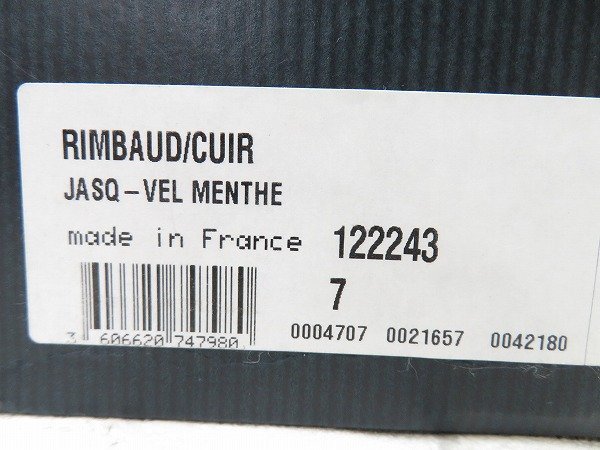 RIMBAUD/CUIR
JASQ-VEL MENTHE
made in France 122243
7
3 606620 747980
0004707 0021657 0042180